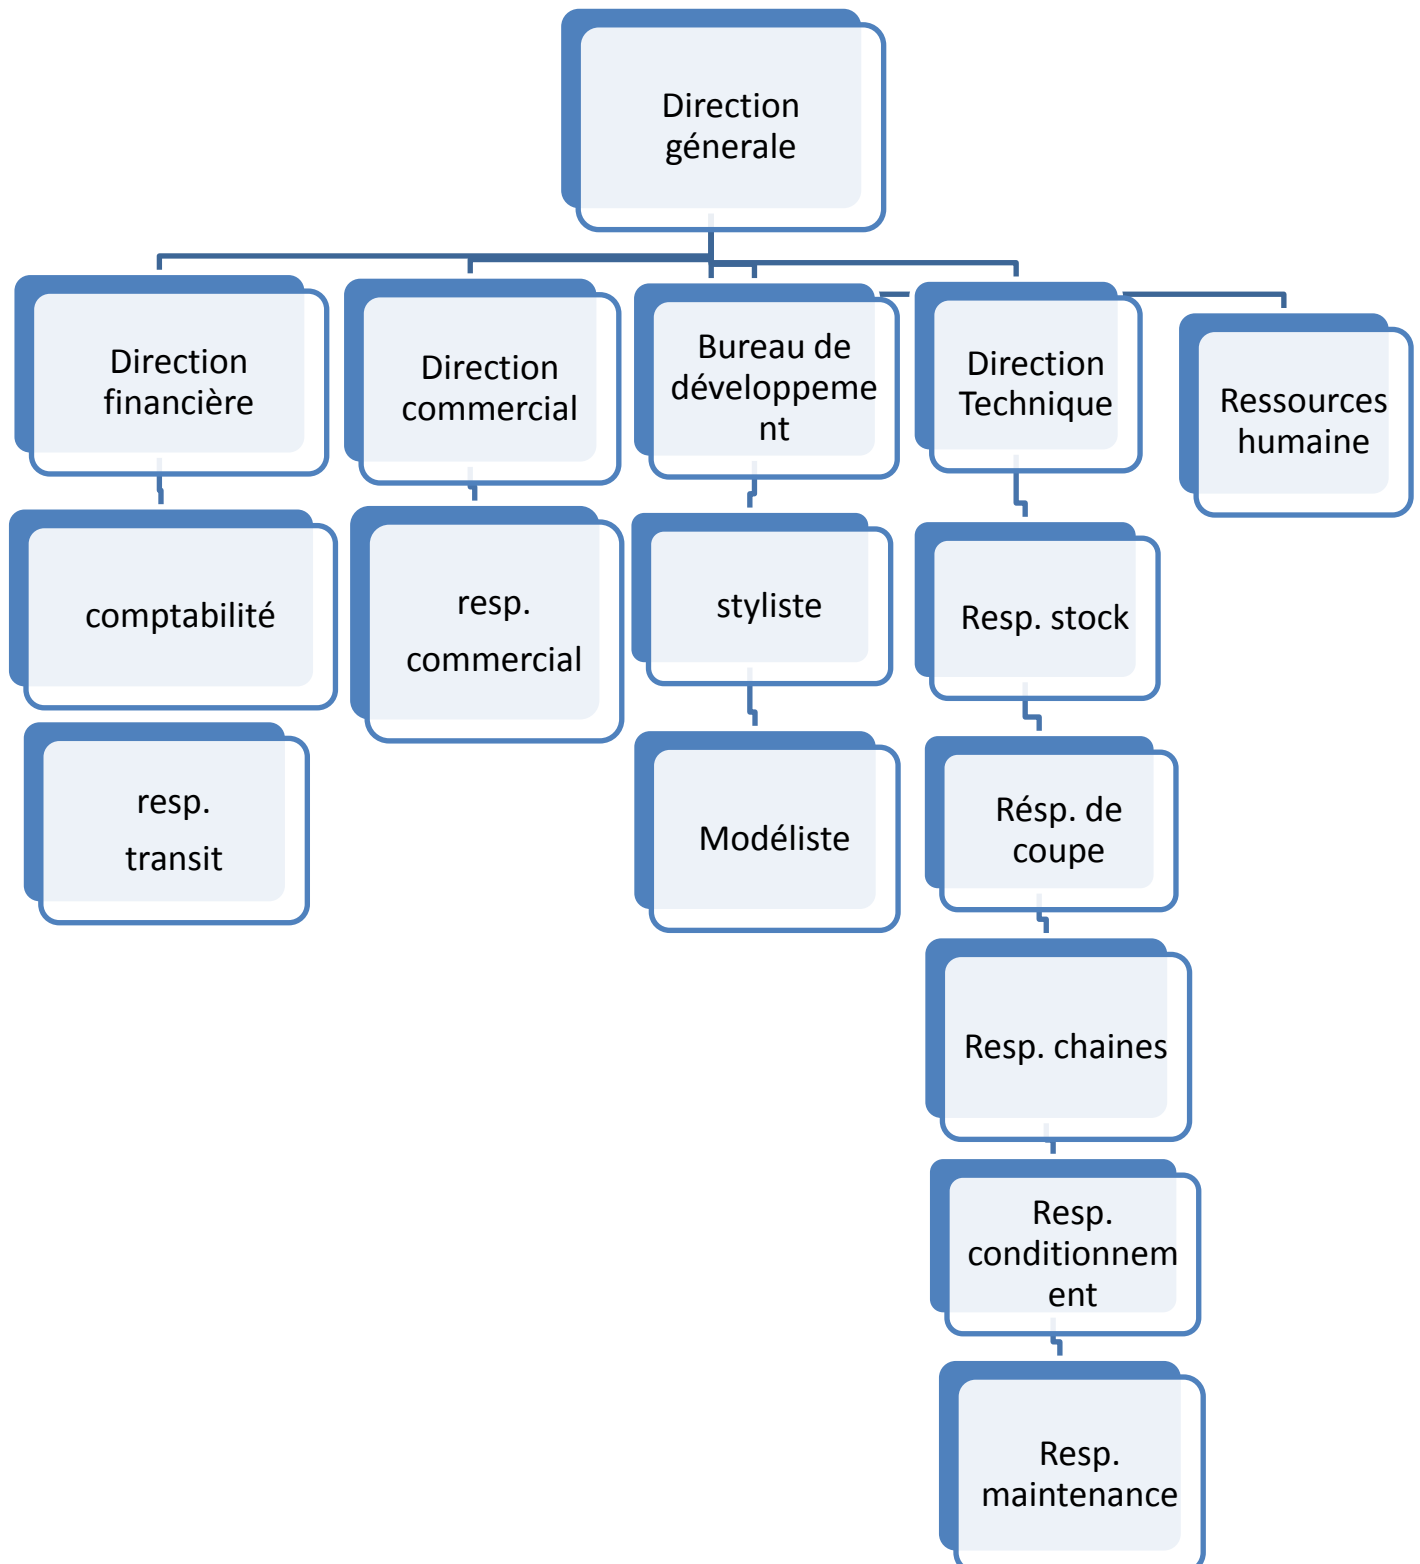 Direction
génerale
Direction
financière
Direction
commercial
Bureau de
développeme
nt
Direction
Technique
Ressources
humaine
comptabilité
resp.
commercial
styliste
Resp. stock
resp.
transit
Modéliste
Résp. de
coupe
Resp. chaines
Resp.
conditionnem
ent
Resp.
maintenance